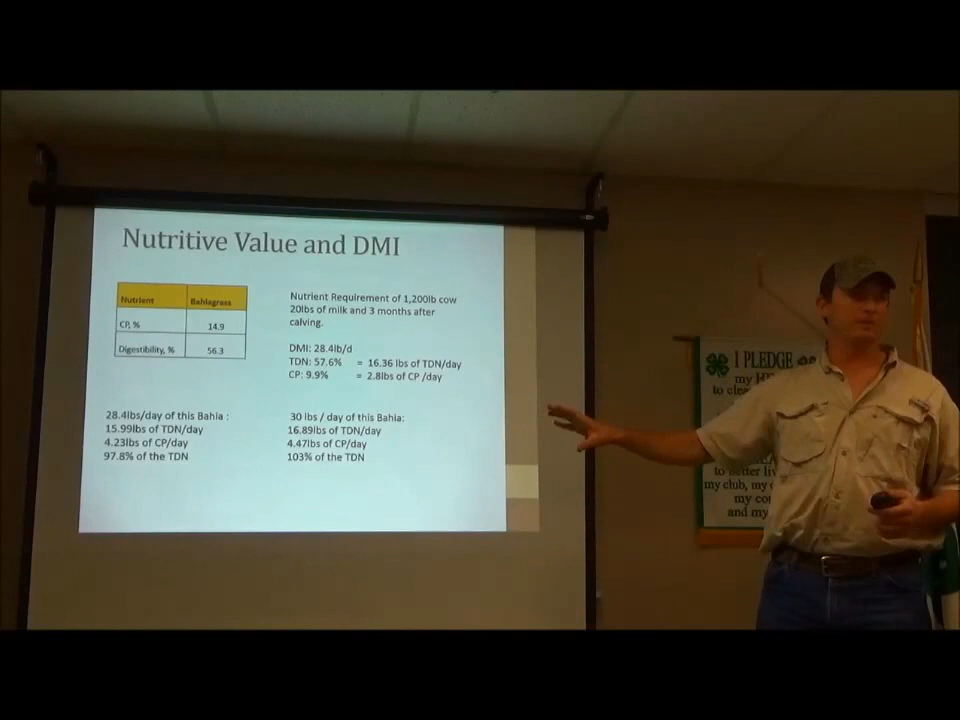 Nutritive Value and DMI
Nutrient Bahiagrass
CP, % 14.9
Digestibility, % 56.3
Nutrient Requirement of 1,200lb cow
20lbs of milk and 3 months after
calving.
DMI: 28.4lb/d
TDN: 57.6% = 16.36 lbs of TDN/day
CP: 9.9% = 2.8lbs of CP /day
28.4lbs/day of this Bahia :
15.99lbs of TDN/day
4.23lbs of CP/day
97.8% of the TDN
30 lbs / day of this Bahia:
16.89lbs of TDN/day
4.47lbs of CP/day
103% of the TDN
I PLEDGE
my
to
to better
my club, my
my
and my